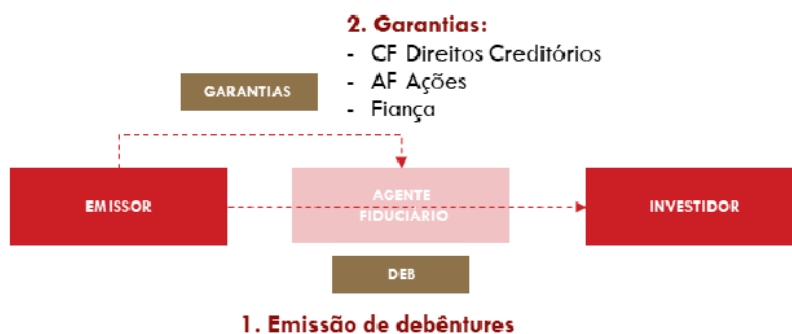 2. Garantias:
- CF Direitos Creditórios
- AF Ações
- Fiança
GARANTIAS
EMISSOR
AGENTE
FIDUCIÁRIO
INVESTIDOR
DEB
1. Emissão de debêntures